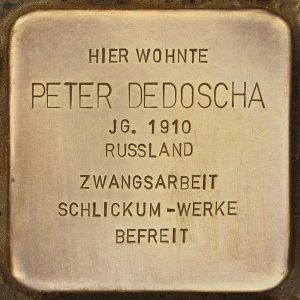 HIER WOHNTE
PETER DEDOSCHA
JG. 1910
RUSSLAND
ZWANGSARBEIT
SCHLICKUM-WERKE
BEFREIT